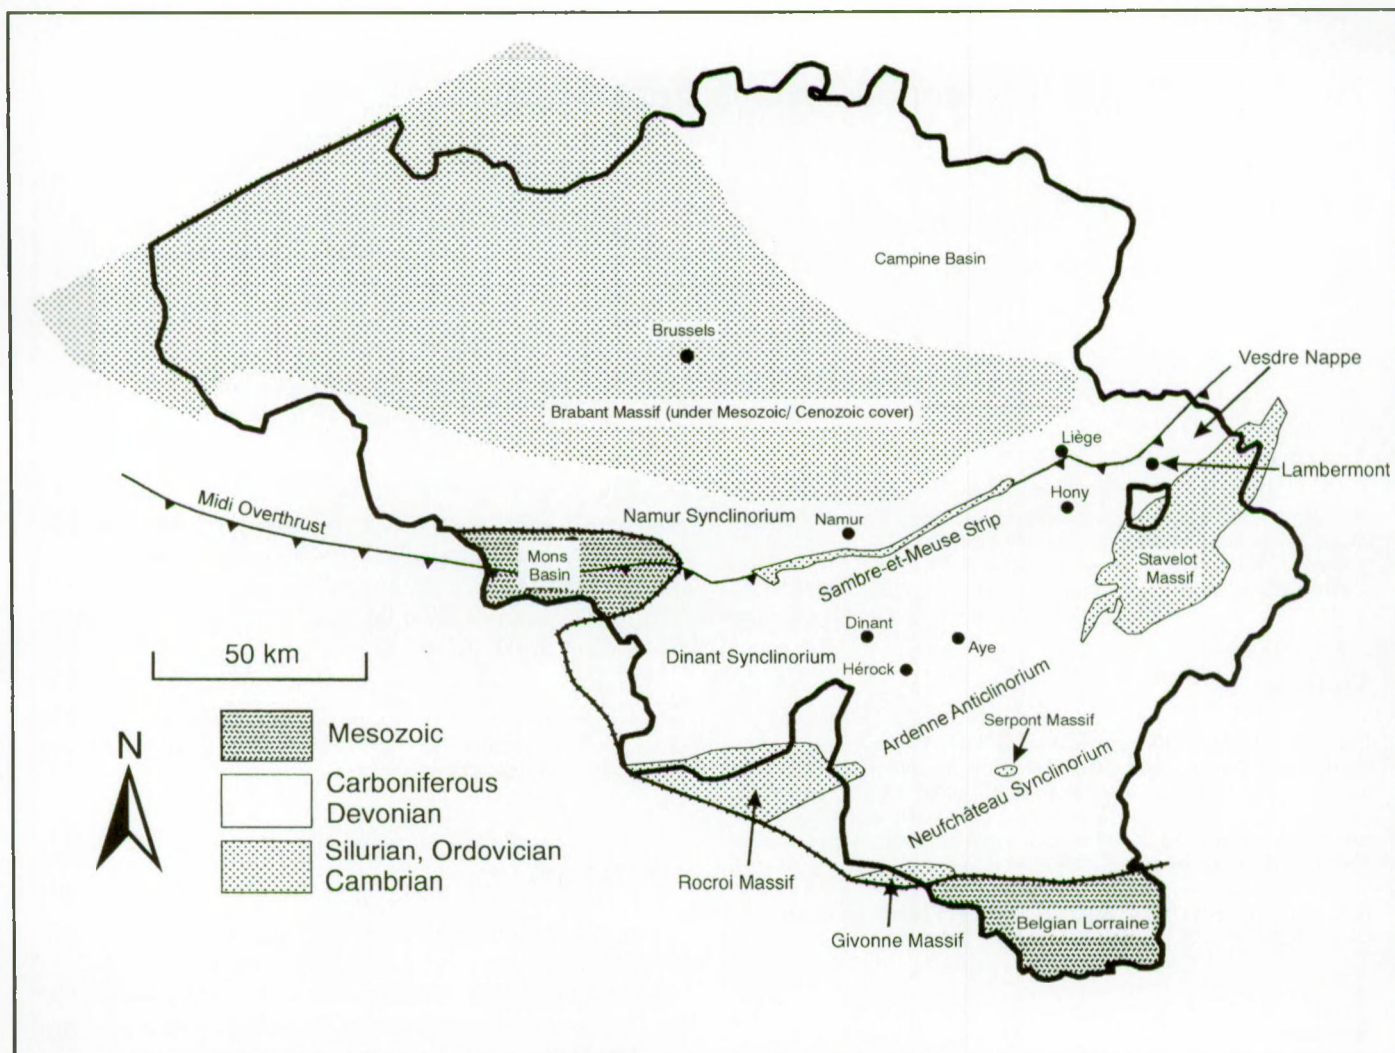 Campine Basin
Brussels
Vesdre Nappe
Brabant Massif (under Mesozoic/ Cenozoic cover)
Liège
Lambermont
Hony
Midi Overthrust
Namur Synclinorium
Namur
Sambre-et-Meuse Strip
Mons
Basin
Stavelot
Massif
Dinant
Aye
50 km
Dinant Synclinorium
Hérock
Ardenne Anticlinorium
Serpont Massif
N
Mesozoic
Carboniferous
Devonian
Neufchâteau Synclinorium
Silurian, Ordovician
Cambrian
Rocroi Massif
Belgian Lorraine
Givonne Massif